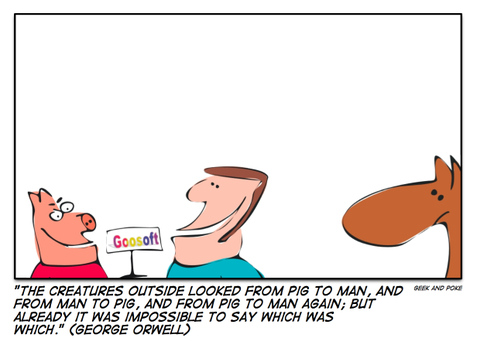 Goosoft
"THE CREATURES OUTSIDE LOOKED FROM PIG TO MAN, AND
FROM MAN TO PIG, AND FROM PIG TO MAN AGAIN; BUT
ALREADY IT WAS IMPOSSIBLE TO SAY WHICH WAS
WHICH." (GEORGE ORWELL)
GEEK AND POKE